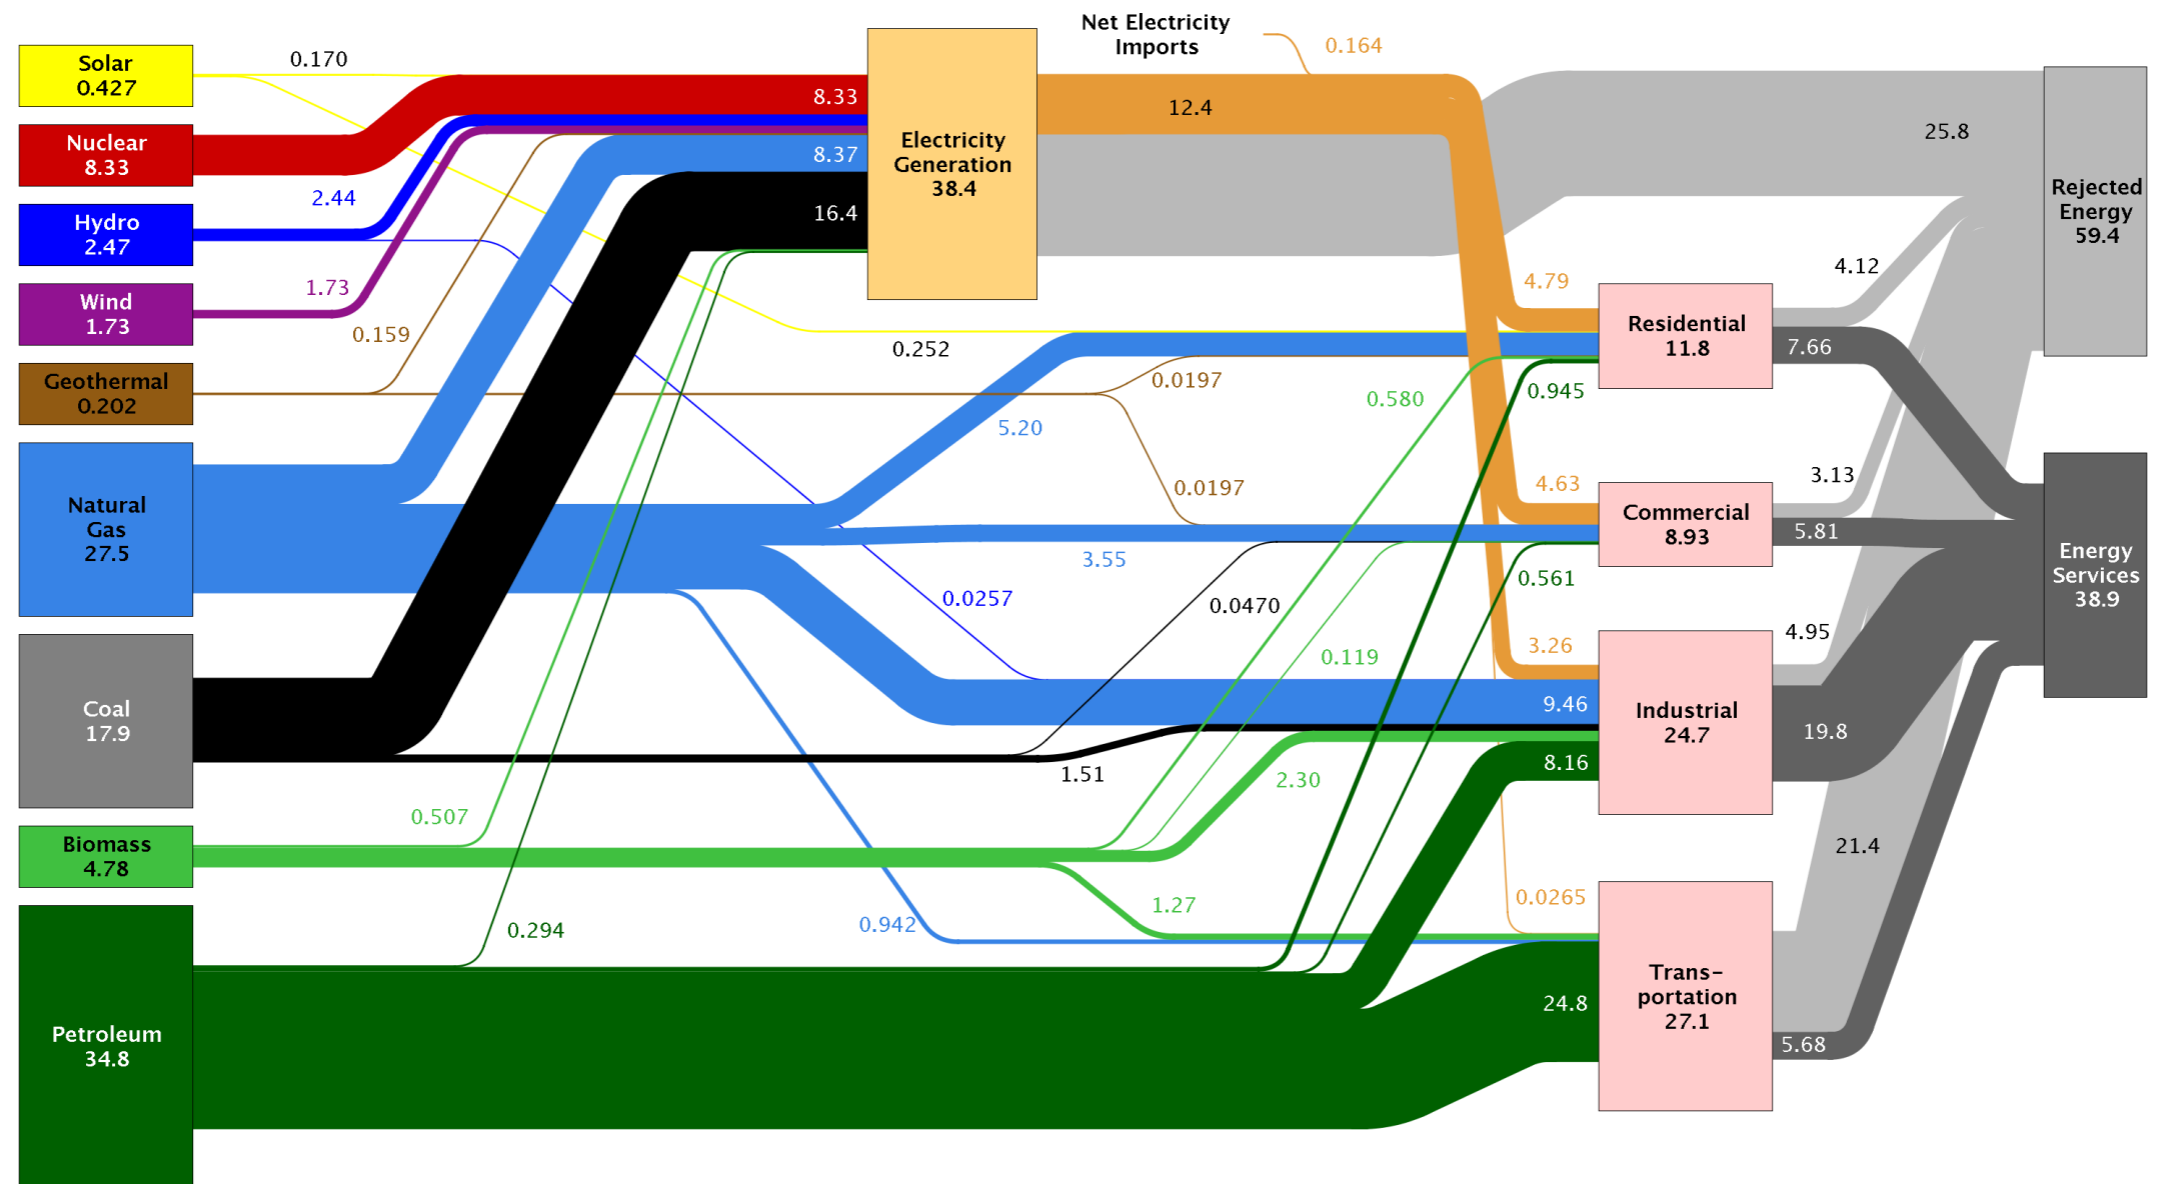 Net Electricity
Imports
0.164
Solar
0.427
0.170
Nuclear
8.33
8.33
Hydro
2.47
2.44
Wind
1.73
1.73
Geothermal
0.202
0.159
Natural
Gas
27.5
8.37
Coal
17.9
16.4
Biomass
4.78
0.507
Petroleum
34.8
0.294
Electricity
Generation
38.4
12.4
25.8
0.252
0.0197
5.20
0.0197
3.55
0.0257
0.0470
1.51
0.580
0.119
2.30
1.27
0.942
4.79
0.945
4.63
0.561
3.26
9.46
8.16
0.0265
24.8
Residential
11.8
Commercial
8.93
Industrial
24.7
Trans-
portation
27.1
4.12
7.66
3.13
5.81
4.95
19.8
21.4
5.68
Rejected
Energy
59.4
Energy
Services
38.9